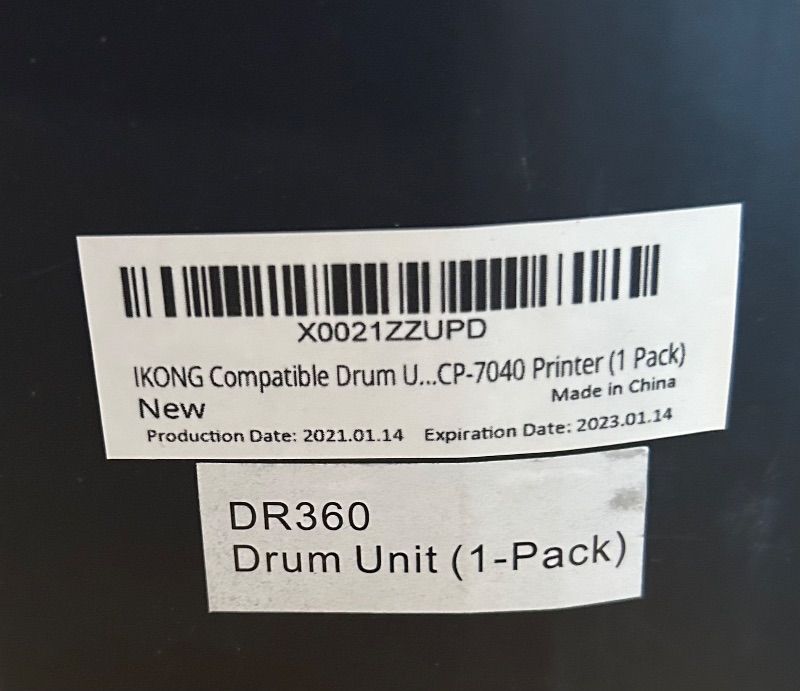 X0021ZZUPD
IKONG Compatible Drum U...CP-7040 Printer (1 Pack)
New
Made in China
Production Date: 2021.01.14 Expiration Date: 2023.01.14
DR360
Drum Unit (1-Pack)